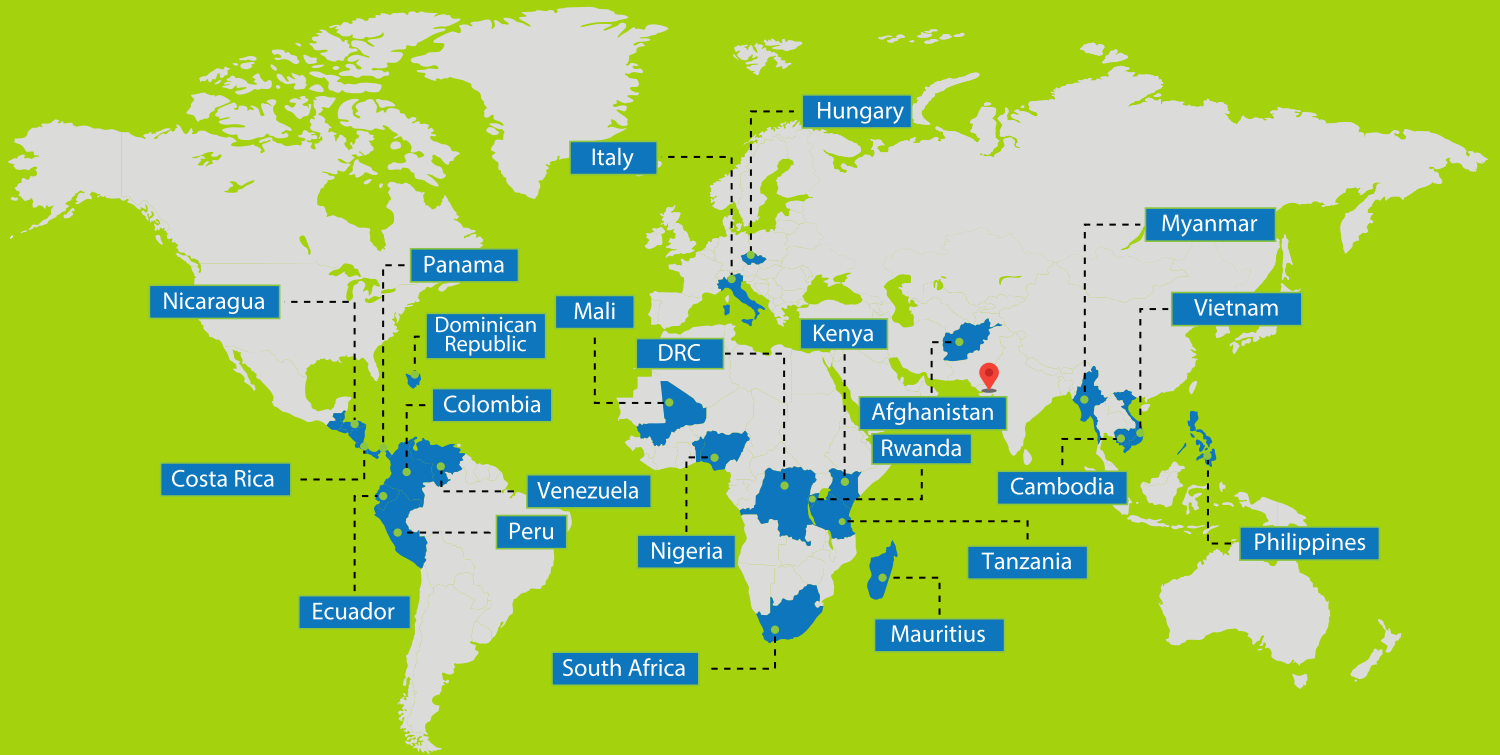 Hungary
Italy
Myanmar
Panama
Nicaragua
Mali
Vietnam
Dominican
Republic
Kenya
DRC
Colombia
Afghanistan
Rwanda
Costa Rica
Venezuela
Cambodia
Peru
Nigeria
Philippines
Tanzania
Ecuador
Mauritius
South Africa